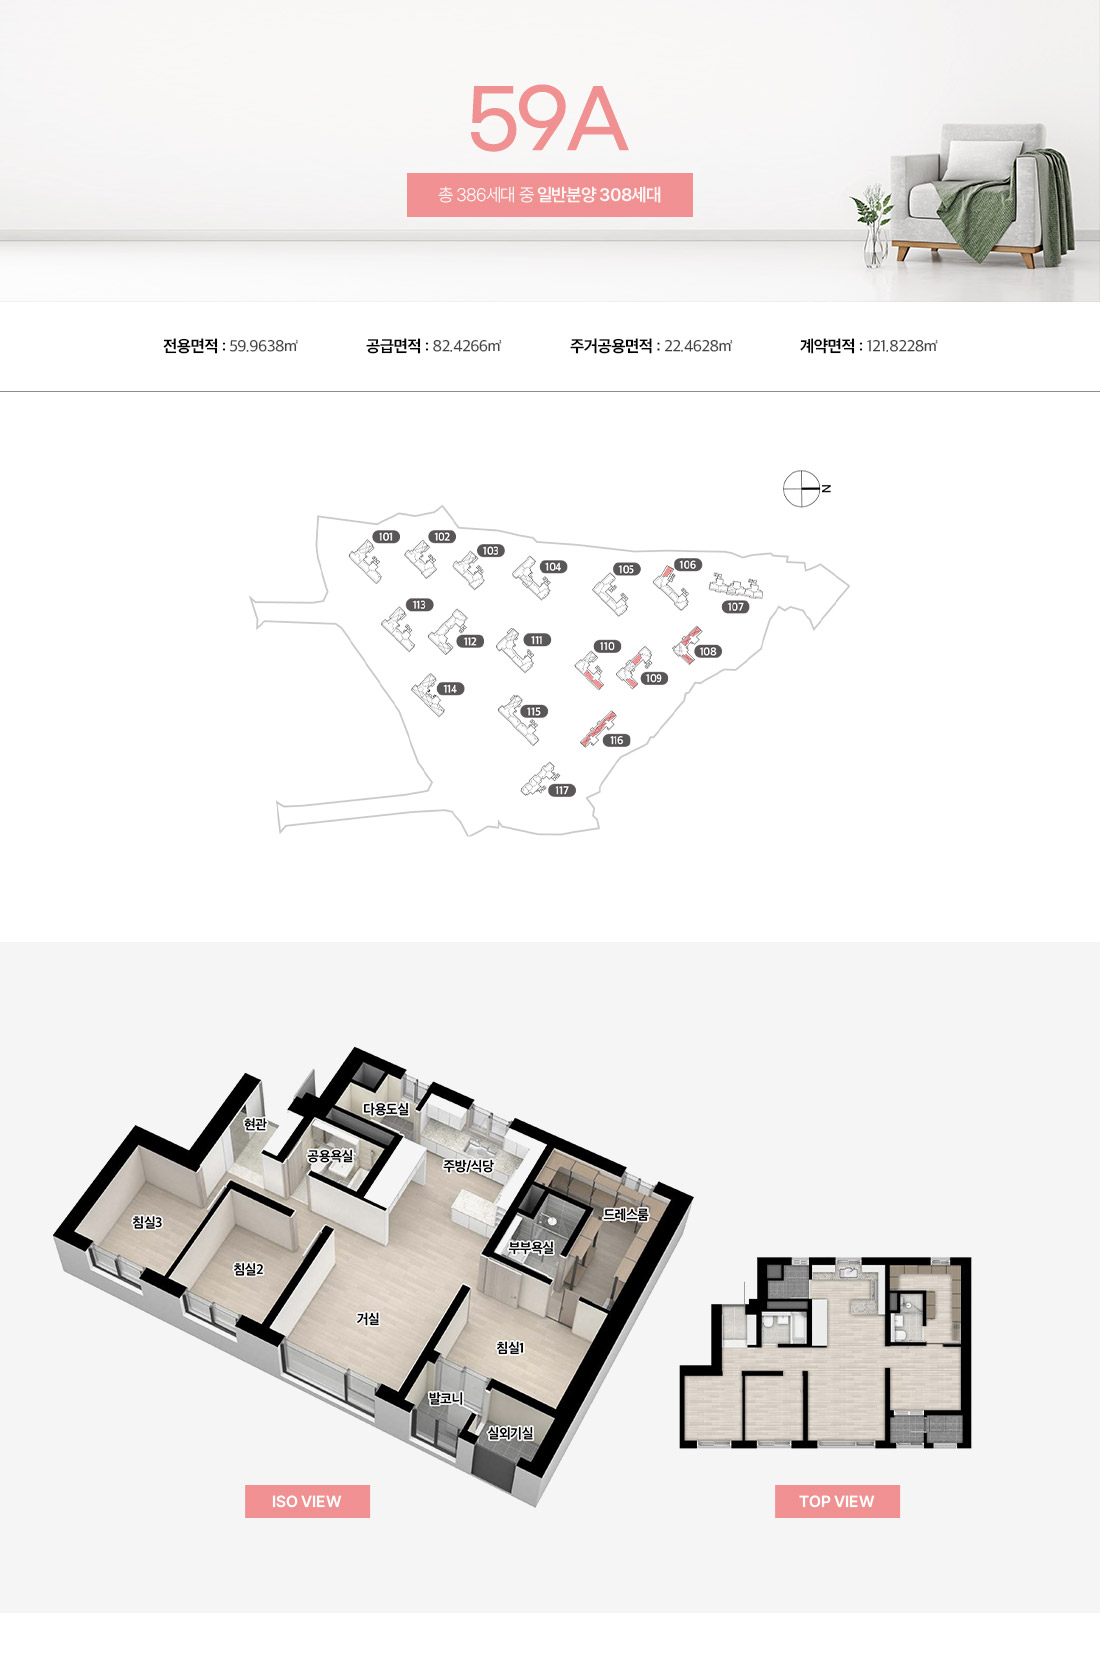 59A
총 386세대 중 일반분양 308세대
전용면적 : 59.9638㎡
공급면적 : 82.4266㎡
주거공용면적 : 22.4628㎡
계약면적 : 121.8228㎡
N
101
102
103
104
105
106
107
113
112
111
110
109
108
114
115
116
117
다용도실
현관
공용욕실
주방/식당
침실3
드레스룸
부부욕실
침실2
거실
침실1
발코니
실외기실
ISO VIEW
TOP VIEW